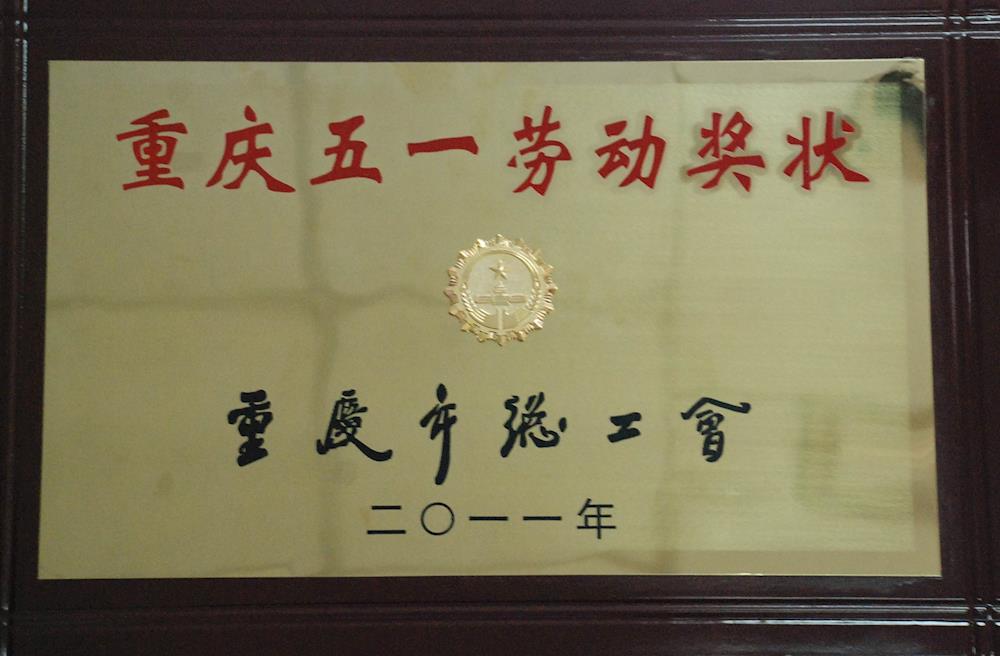 重庆五一劳动奖状
重慶市總工會
二〇一一年